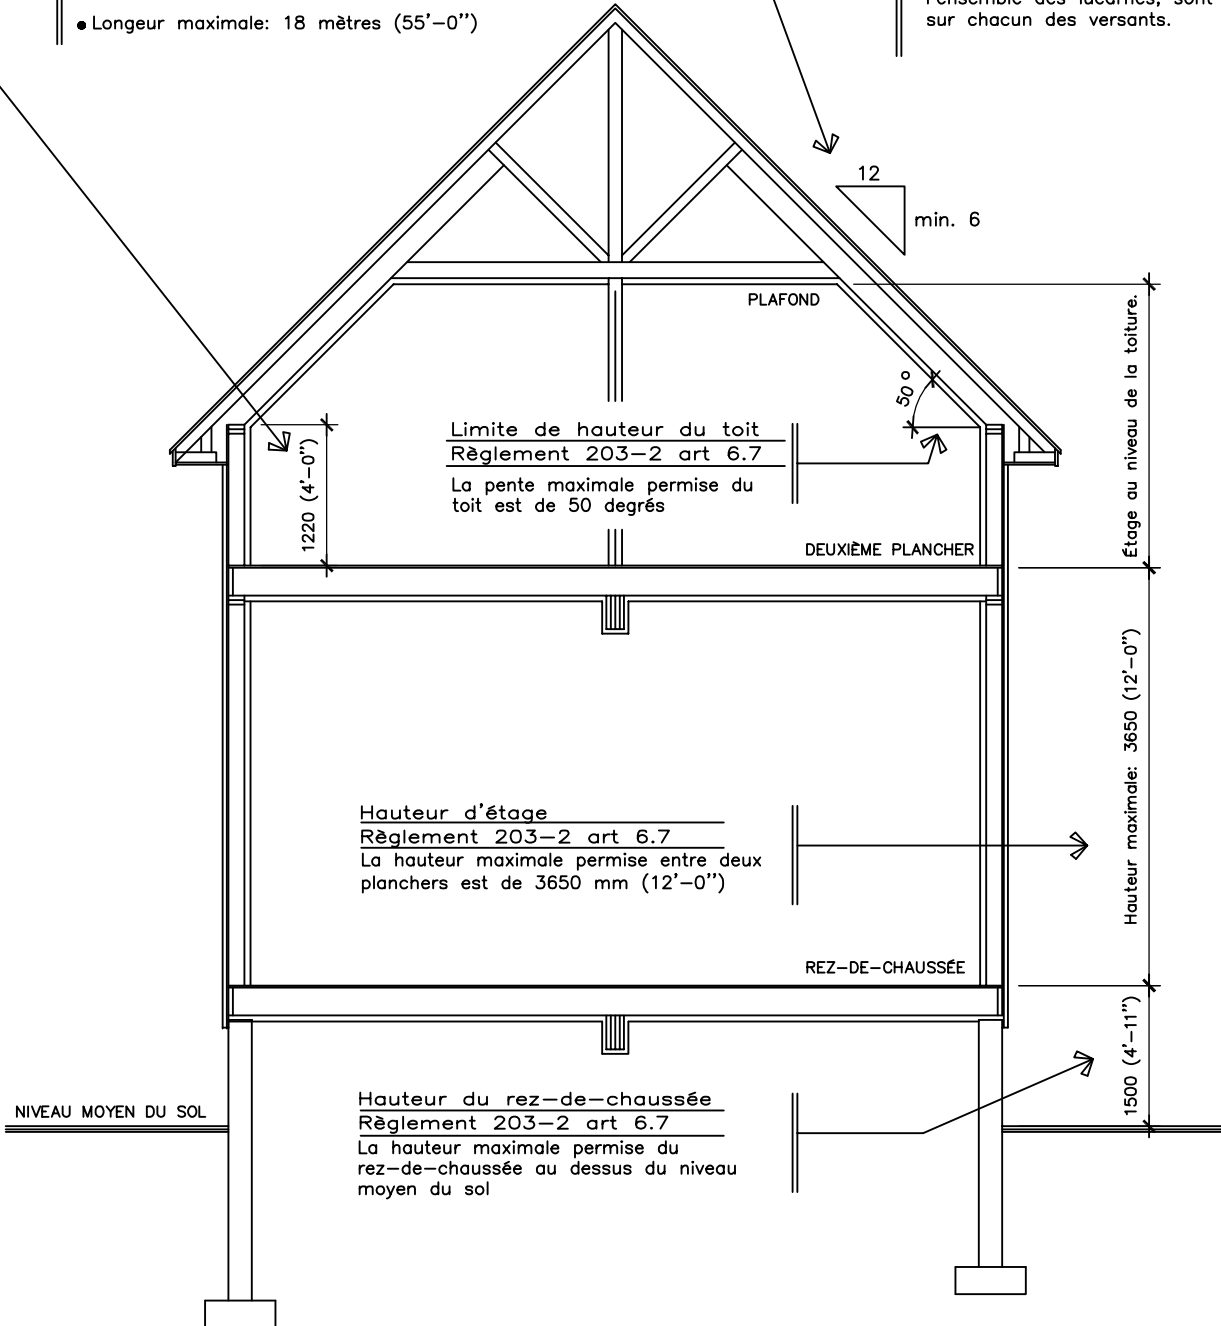 • Longeur maximale: 18 mètres (55'-0")
l'ensemble des lucarnes, sont
sur chacun des versants.
12
min. 6
PLAFOND
50°
Étage au niveau de la toiture.
1220 (4'-0")
Limite de hauteur du toit
Règlement 203-2 art 6.7
La pente maximale permise du
toit est de 50 degrés
DEUXIÈME PLANCHER
Hauteur maximale: 3650 (12'-0")
Hauteur d'étage
Règlement 203-2 art 6.7
La hauteur maximale permise entre deux
planchers est de 3650 mm (12'-0")
REZ-DE-CHAUSSÉE
1500 (4'-11")
NIVEAU MOYEN DU SOL
Hauteur du rez-de-chaussée
Règlement 203-2 art 6.7
La hauteur maximale permise du
rez-de-chaussée au dessus du niveau
moyen du sol